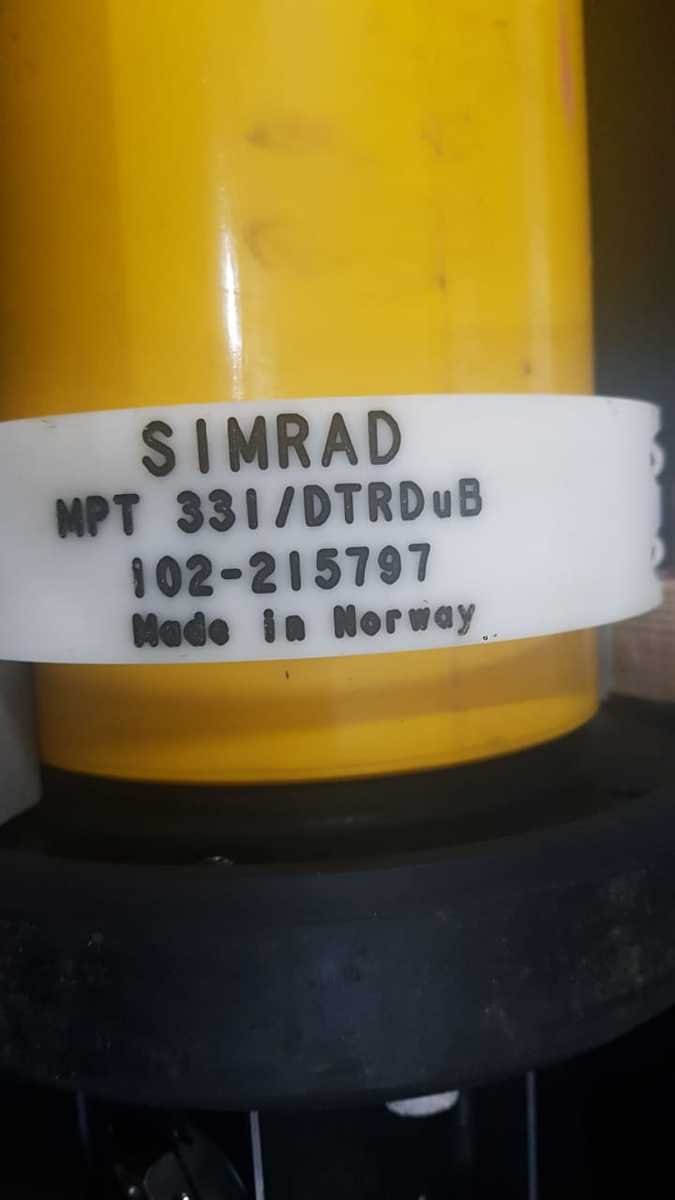 SIMRAD
MPT 331/DTRDuB
102-215797
Made in Norway